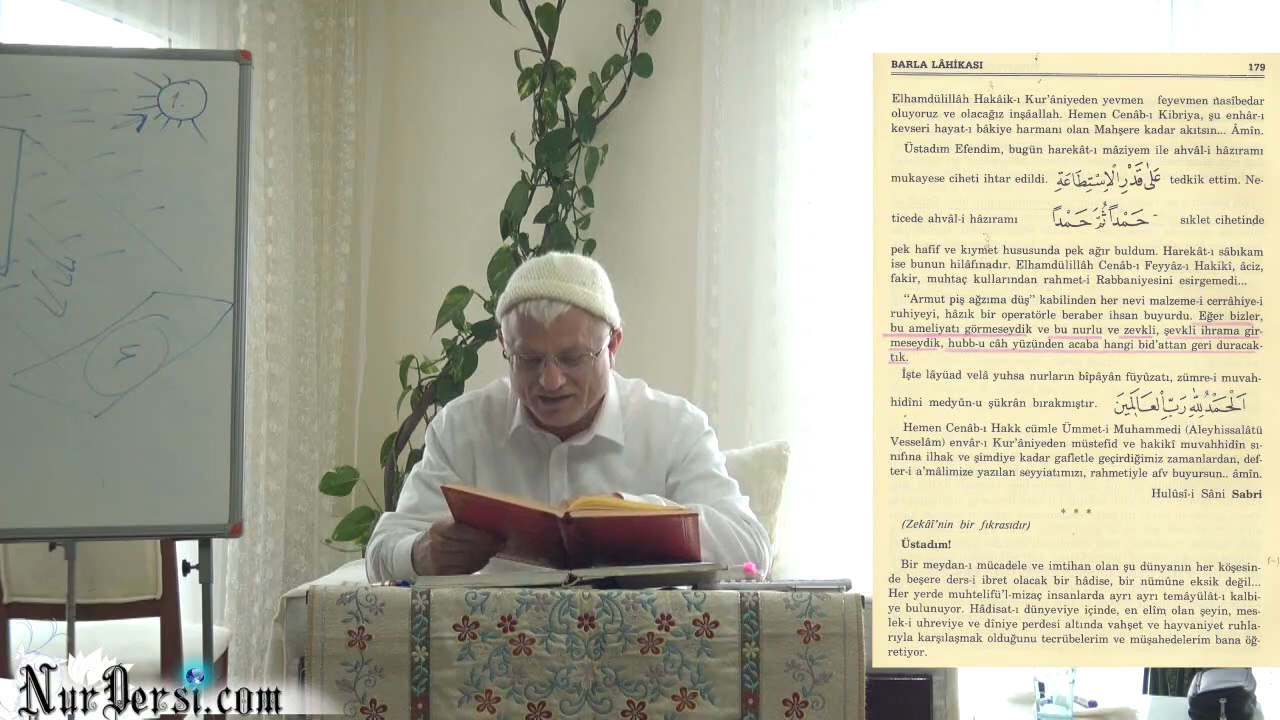 1.
BARLA LÂHİKASI 179
Elhamdülillâh Hakâik-ı Kur'âniyeden yevmen feyevmen nasîbedar
oluyoruz ve olacağız inşâallah. Hemen Cenâb-ı Kibriya, şu enhâr-ı
kevseri hayat-ı bâkiye harmanı olan Mahşere kadar akıtsın... Âmîn.
Üstadım Efendim, bugün harekât-ı mâziyem ile ahvâl-i hâzıramı
mukayese ciheti ihtar edildi. عَلٰى قَدْرِ الْاِسْتِطَاعَةِ tedkik ettim. Ne-
ticede ahvâl-i hâzıramı حَمْدًا ثُمَّ حَمْدًا sıklet cihetinde
pek hafif ve kıymet hususunda pek ağır buldum. Harekât-ı sâbıkam
ise bunun hilâfınadır. Elhamdülillâh Cenâb-ı Feyyâz-ı Hakikî, âciz,
fakir, muhtaç kullarından rahmet-i Rabbaniyesini esirgemedi...
"Armut piş ağzıma düş" kabilinden her nevi malzeme-i cerrâhiye-i
ruhiyeyi, hâzık bir operatörle beraber ihsan buyurdu. Eğer bizler,
bu ameliyatı görmeseydik ve bu nurlu ve zevkli, şevkli ihrama gir-
meseydik, hubb-u câh yüzünden acaba hangi bid'attan geri duracak-
tık.
İşte lâyüad velâ yuhsa nurların bîpâyân füyûzatı, zümre-i muvah-
hidîni medyûn-u şükrân bırakmıştır. اَلْحَمْدُ لِلّٰهِ رَبِّ الْعَالَمِينَ
Hemen Cenâb-ı Hakk cümle Ümmet-i Muhammedi (Aleyhissalâtü
Vesselâm) envâr-ı Kur'âniyeden müstefid ve hakikî muvahhidîn sı-
nıfına ilhak ve şimdiye kadar gafletle geçirdiğimiz zamanlardan, def-
ter-i a'mâlimize yazılan seyyiatımızı, rahmetiyle afv buyursun.. âmîn.
Hulûsî-i Sâni Sabri
* * *
(Zekâî'nin bir fıkrasıdır)
Üstadım!
Bir meydan-ı mücadele ve imtihan olan şu dünyanın her köşesin-
de beşere ders-i ibret olacak bir hâdise, bir nümûne eksik değil...
Her yerde muhtelifü'l-mizaç insanlarda ayrı ayrı temâyülât-ı kalbi-
ye bulunuyor. Hâdisat-ı dünyeviye içinde, en elîm olan şeyin, mes-
lek-i uhreviye ve dîniye perdesi altında vahşet ve hayvaniyet ruhla-
rıyla karşılaşmak olduğunu tecrübelerim ve müşahedelerim bana öğ-
retiyor.
NurDersi.com